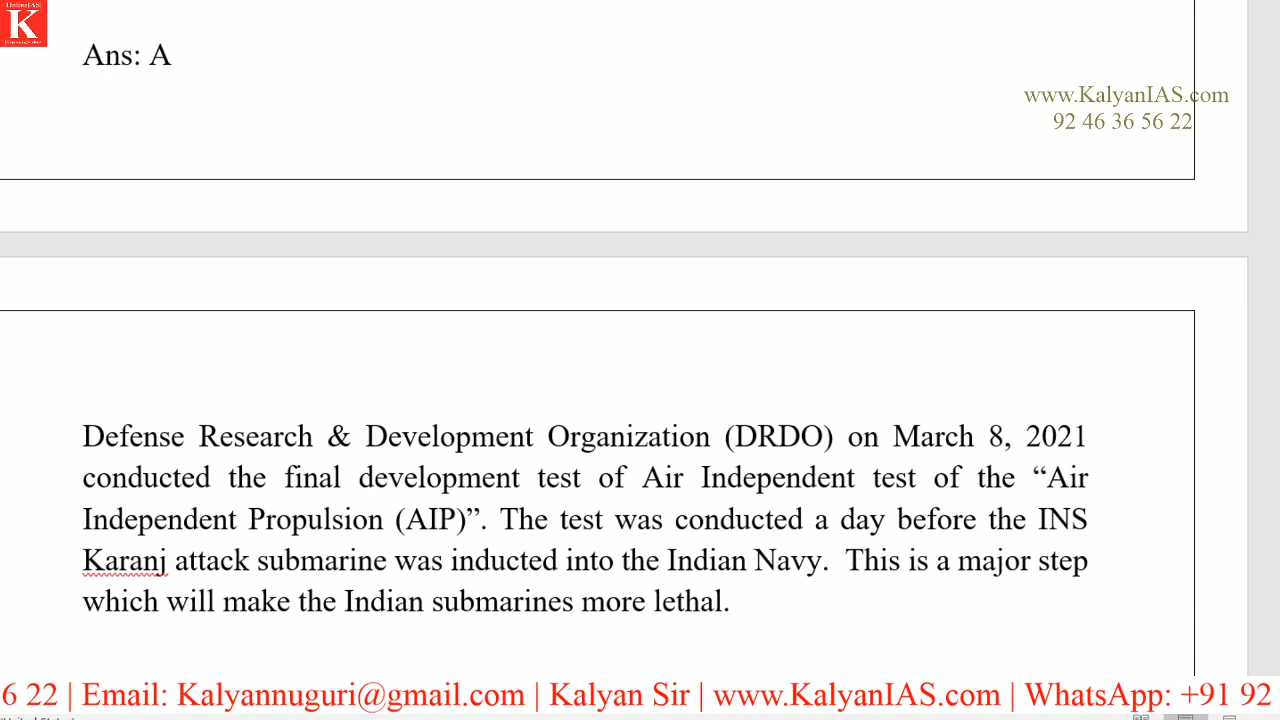 OnlineIAS
K
Ans: A
www.KalyanIAS.com
92 46 36 56 22
Defense Research & Development Organization (DRDO) on March 8, 2021
conducted the final development test of Air Independent test of the “Air
Independent Propulsion (AIP)”. The test was conducted a day before the INS
Karanj attack submarine was inducted into the Indian Navy.  This is a major step
which will make the Indian submarines more lethal.
6 22 | Email: Kalyannuguri@gmail.com | Kalyan Sir | www.KalyanIAS.com | WhatsApp: +91 92